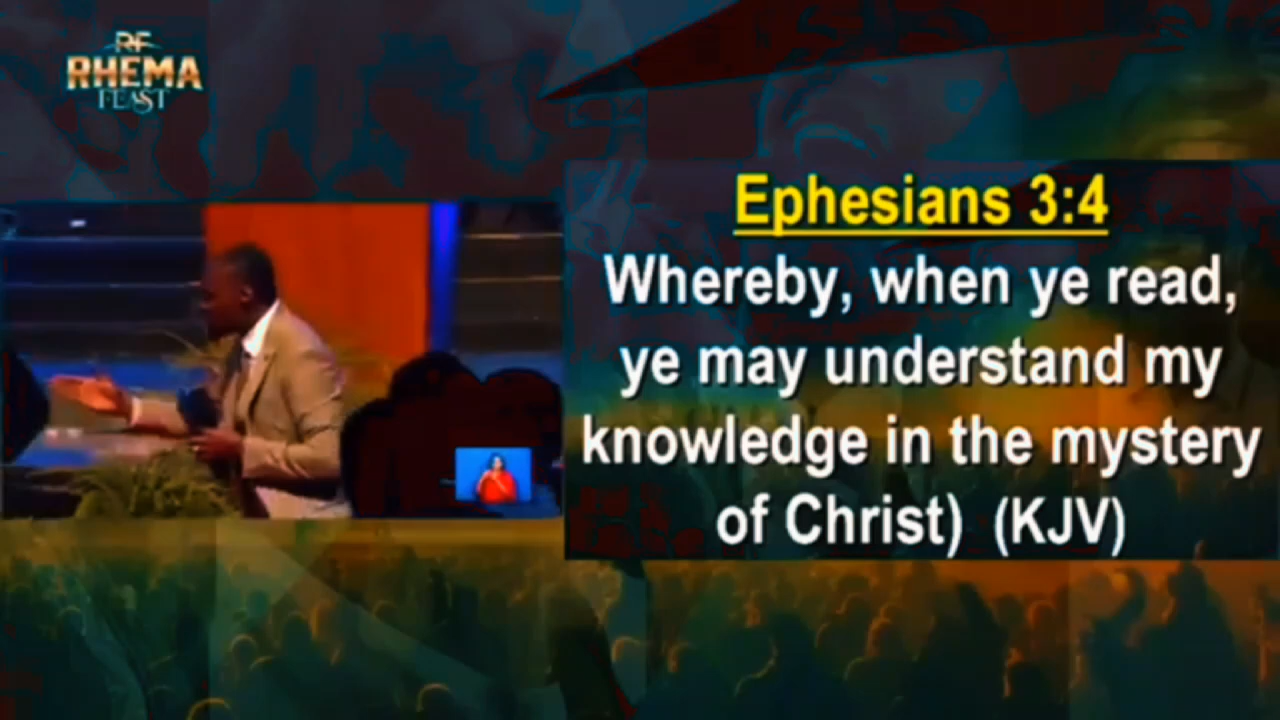 RF
RHEMA
FEAST
Ephesians 3:4
Whereby, when ye read,
ye may understand my
knowledge in the mystery
of Christ) (KJV)